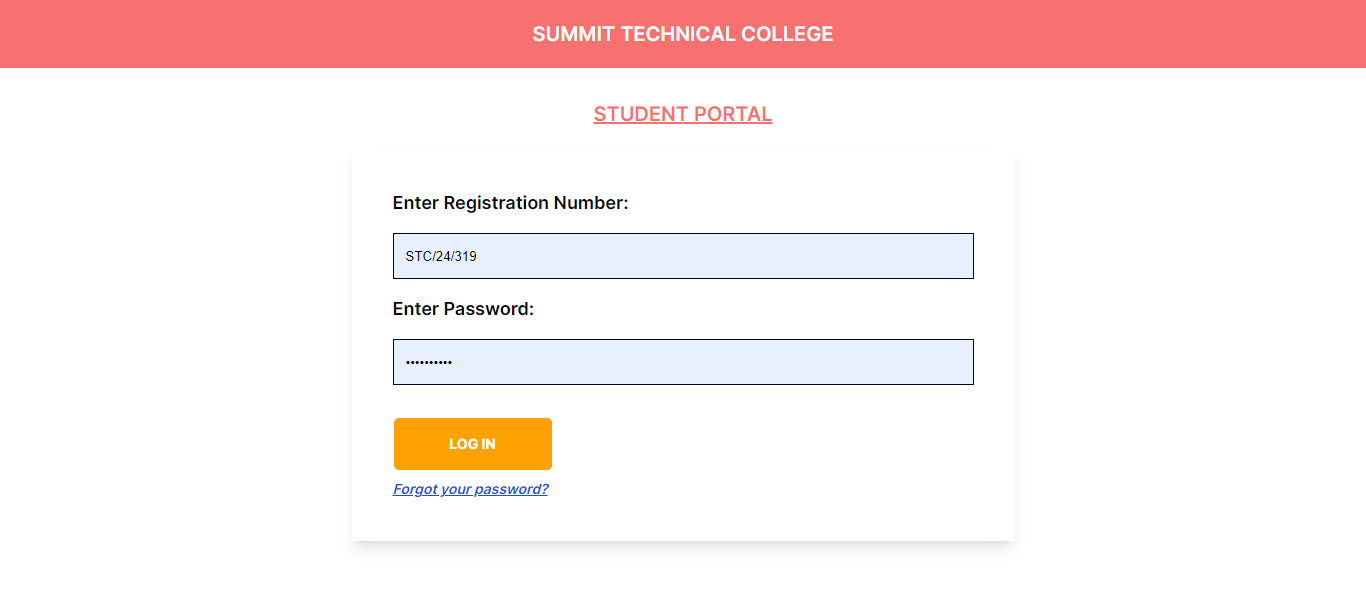 SUMMIT TECHNICAL COLLEGE
STUDENT PORTAL
Enter Registration Number:
STC/24/319
Enter Password:
••••••••••
LOG IN
Forgot your password?